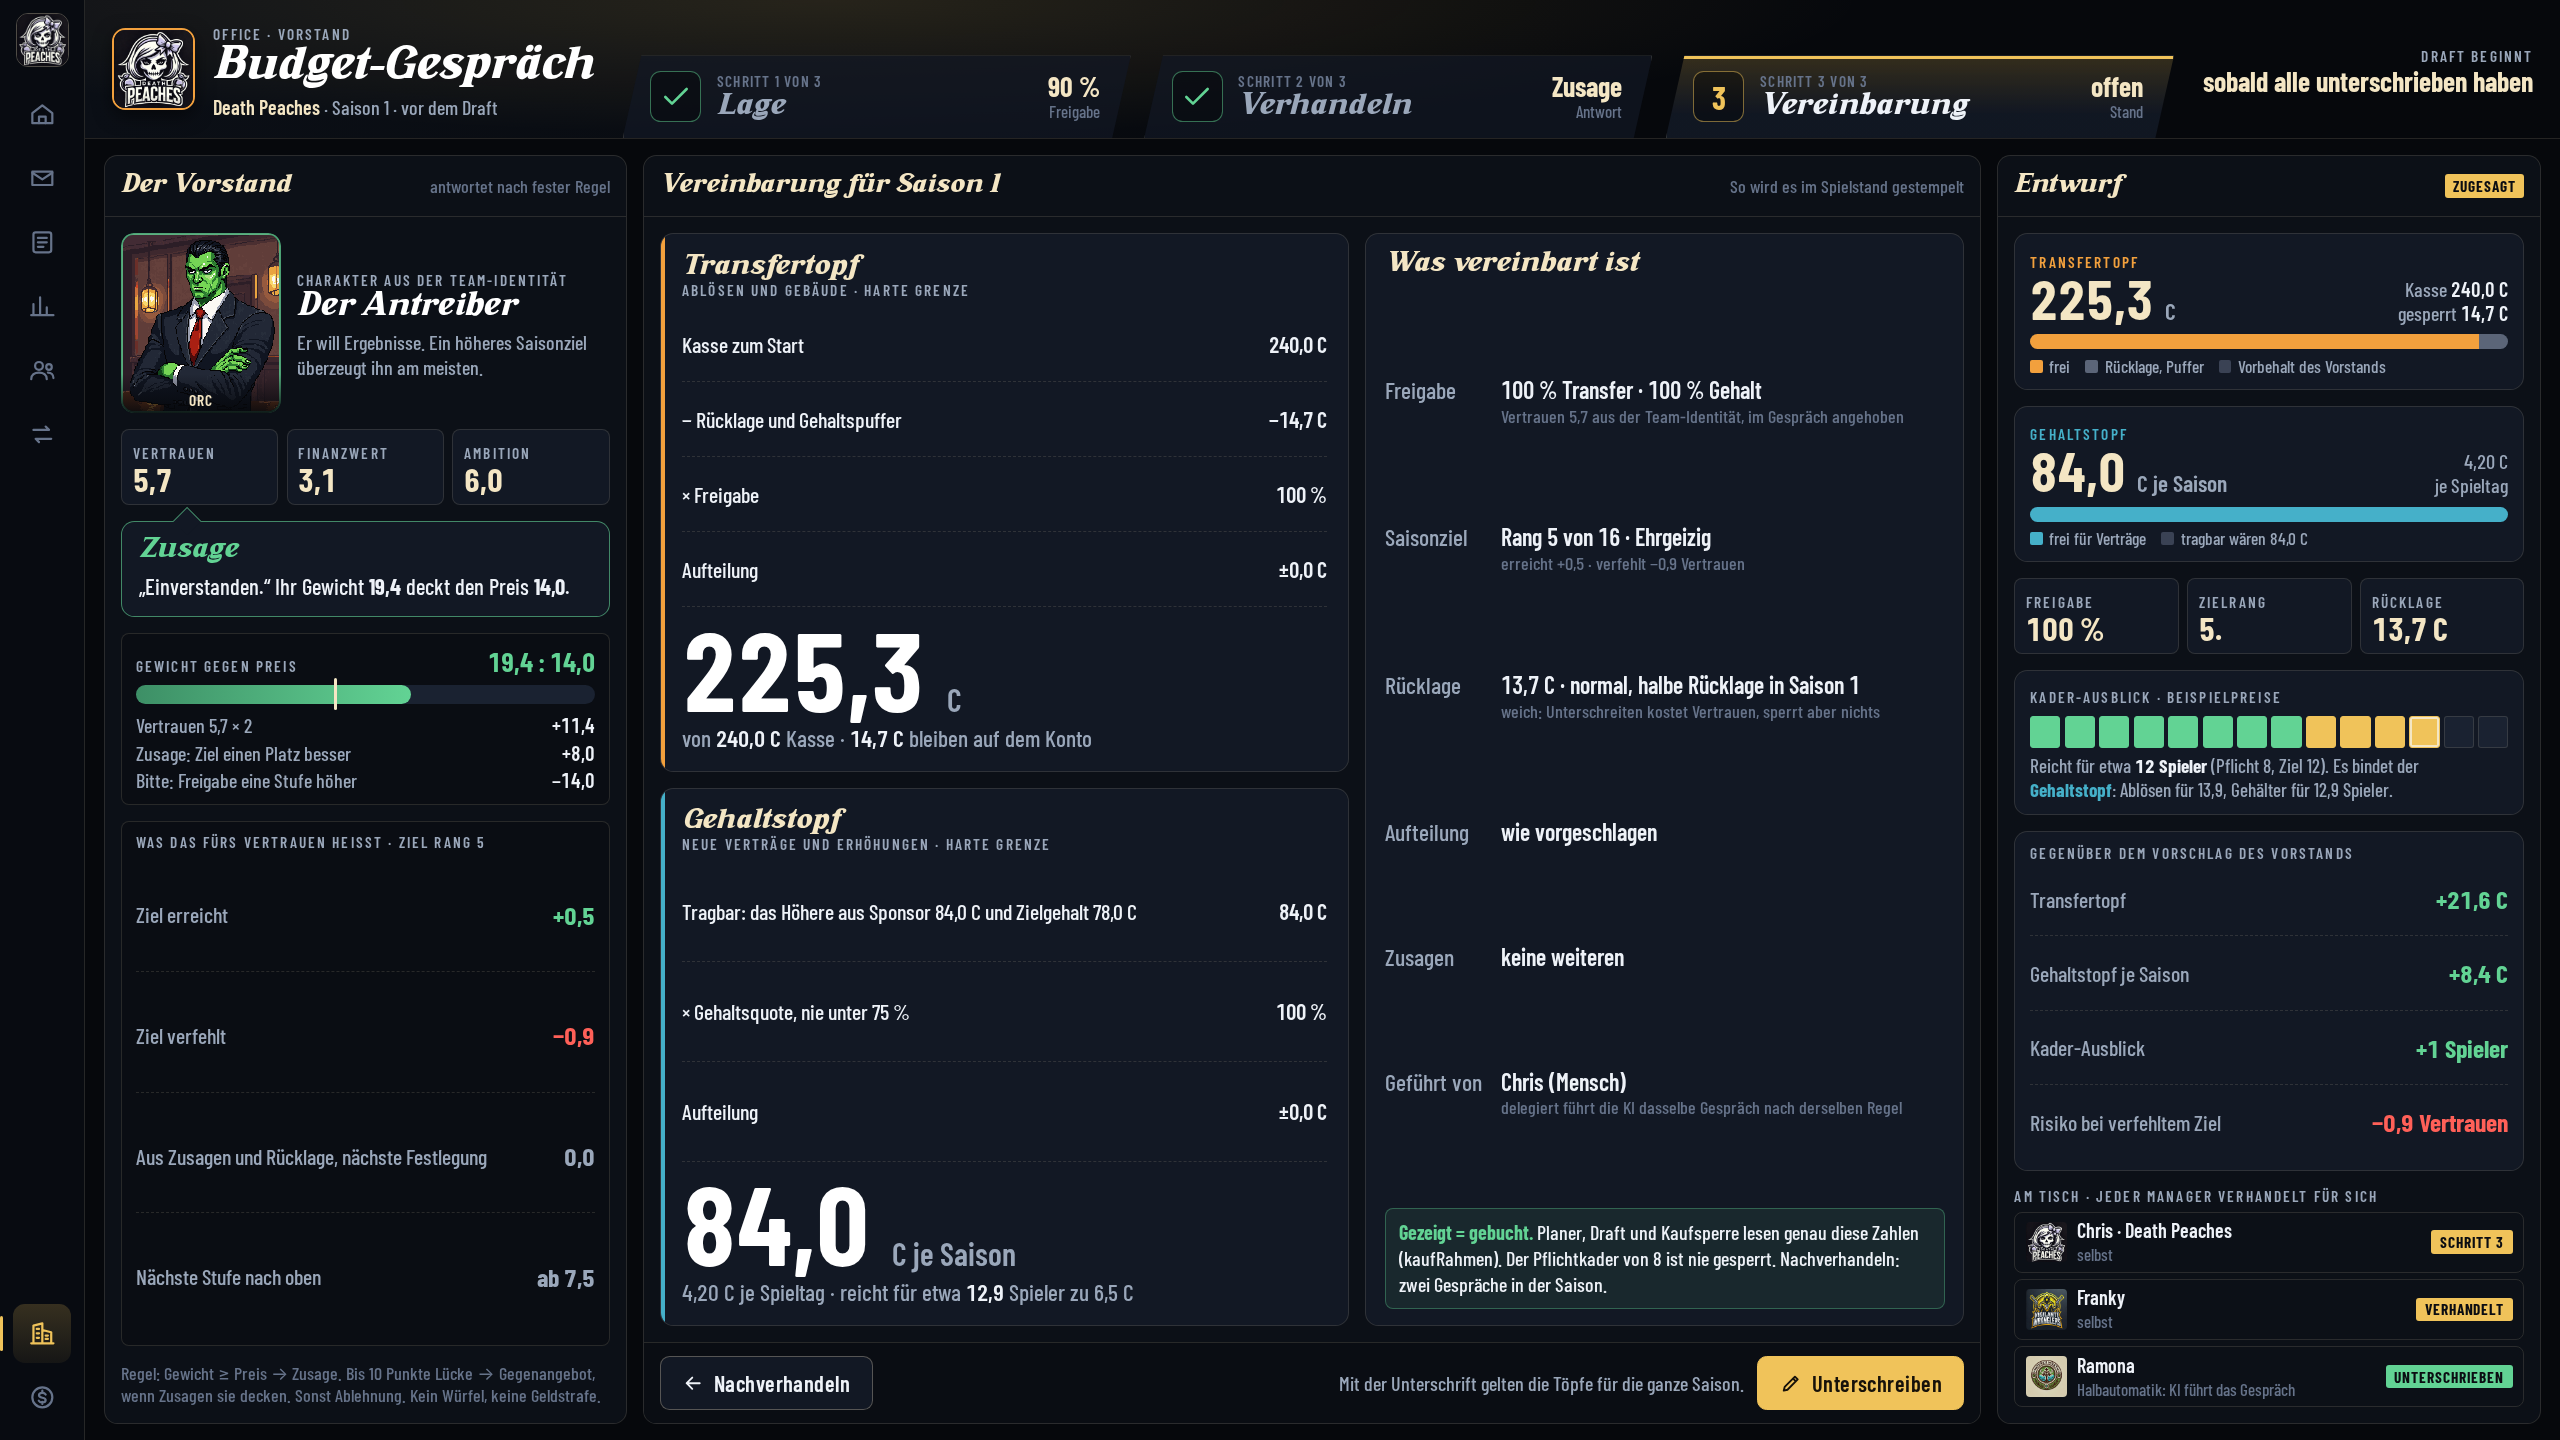 PEACHES
PEACHES
OFFICE · VORSTAND
Budget-Gespräch
Death Peaches · Saison 1 · vor dem Draft
SCHRITT 1 VON 3
Lage
90 %
Freigabe
SCHRITT 2 VON 3
Verhandeln
Zusage
Antwort
3
SCHRITT 3 VON 3
Vereinbarung
offen
Stand
DRAFT BEGINNT
sobald alle unterschrieben haben
Der Vorstand
antwortet nach fester Regel
ORC
CHARAKTER AUS DER TEAM-IDENTITÄT
Der Antreiber
Er will Ergebnisse. Ein höheres Saisonziel
überzeugt ihn am meisten.
VERTRAUEN
5,7
FINANZWERT
3,1
AMBITION
6,0
Zusage
„Einverstanden.“ Ihr Gewicht 19,4 deckt den Preis 14,0.
GEWICHT GEGEN PREIS
19,4 : 14,0
Vertrauen 5,7 × 2 +11,4
Zusage: Ziel einen Platz besser +8,0
Bitte: Freigabe eine Stufe höher −14,0
WAS DAS FÜRS VERTRAUEN HEISST · ZIEL RANG 5
Ziel erreicht +0,5
Ziel verfehlt −0,9
Aus Zusagen und Rücklage, nächste Festlegung 0,0
Nächste Stufe nach oben ab 7,5
Regel: Gewicht ≥ Preis → Zusage. Bis 10 Punkte Lücke → Gegenangebot,
wenn Zusagen sie decken. Sonst Ablehnung. Kein Würfel, keine Geldstrafe.
Vereinbarung für Saison 1
So wird es im Spielstand gestempelt
Transfertopf
ABLÖSEN UND GEBÄUDE · HARTE GRENZE
Kasse zum Start 240,0 C
− Rücklage und Gehaltspuffer −14,7 C
× Freigabe 100 %
Aufteilung ±0,0 C
225,3 C
von 240,0 C Kasse · 14,7 C bleiben auf dem Konto
Gehaltstopf
NEUE VERTRÄGE UND ERHÖHUNGEN · HARTE GRENZE
Tragbar: das Höhere aus Sponsor 84,0 C und Zielgehalt 78,0 C 84,0 C
× Gehaltsquote, nie unter 75 % 100 %
Aufteilung ±0,0 C
84,0 C je Saison
4,20 C je Spieltag · reicht für etwa 12,9 Spieler zu 6,5 C
Was vereinbart ist
Freigabe 100 % Transfer · 100 % Gehalt
Vertrauen 5,7 aus der Team-Identität, im Gespräch angehoben
Saisonziel Rang 5 von 16 · Ehrgeizig
erreicht +0,5 · verfehlt −0,9 Vertrauen
Rücklage 13,7 C · normal, halbe Rücklage in Saison 1
weich: Unterschreiten kostet Vertrauen, sperrt aber nichts
Aufteilung wie vorgeschlagen
Zusagen keine weiteren
Geführt von Chris (Mensch)
delegiert führt die KI dasselbe Gespräch nach derselben Regel
Gezeigt = gebucht. Planer, Draft und Kaufsperre lesen genau diese Zahlen
(kaufRahmen). Der Pflichtkader von 8 ist nie gesperrt. Nachverhandeln:
zwei Gespräche in der Saison.
← Nachverhandeln
Mit der Unterschrift gelten die Töpfe für die ganze Saison.
Unterschreiben
Entwurf
ZUGESAGT
TRANSFERTOPF
225,3 C
Kasse 240,0 C
gesperrt 14,7 C
frei Rücklage, Puffer Vorbehalt des Vorstands
GEHALTSTOPF
84,0 C je Saison
4,20 C
je Spieltag
frei für Verträge tragbar wären 84,0 C
FREIGABE
100 %
ZIELRANG
5.
RÜCKLAGE
13,7 C
KADER-AUSBLICK · BEISPIELPREISE
Reicht für etwa 12 Spieler (Pflicht 8, Ziel 12). Es bindet der
Gehaltstopf: Ablösen für 13,9, Gehälter für 12,9 Spieler.
GEGENÜBER DEM VORSCHLAG DES VORSTANDS
Transfertopf +21,6 C
Gehaltstopf je Saison +8,4 C
Kader-Ausblick +1 Spieler
Risiko bei verfehltem Ziel −0,9 Vertrauen
AM TISCH · JEDER MANAGER VERHANDELT FÜR SICH
Chris · Death Peaches
selbst
SCHRITT 3
Franky
selbst
VERHANDELT
Ramona
Halbautomatik: KI führt das Gespräch
UNTERSCHRIEBEN